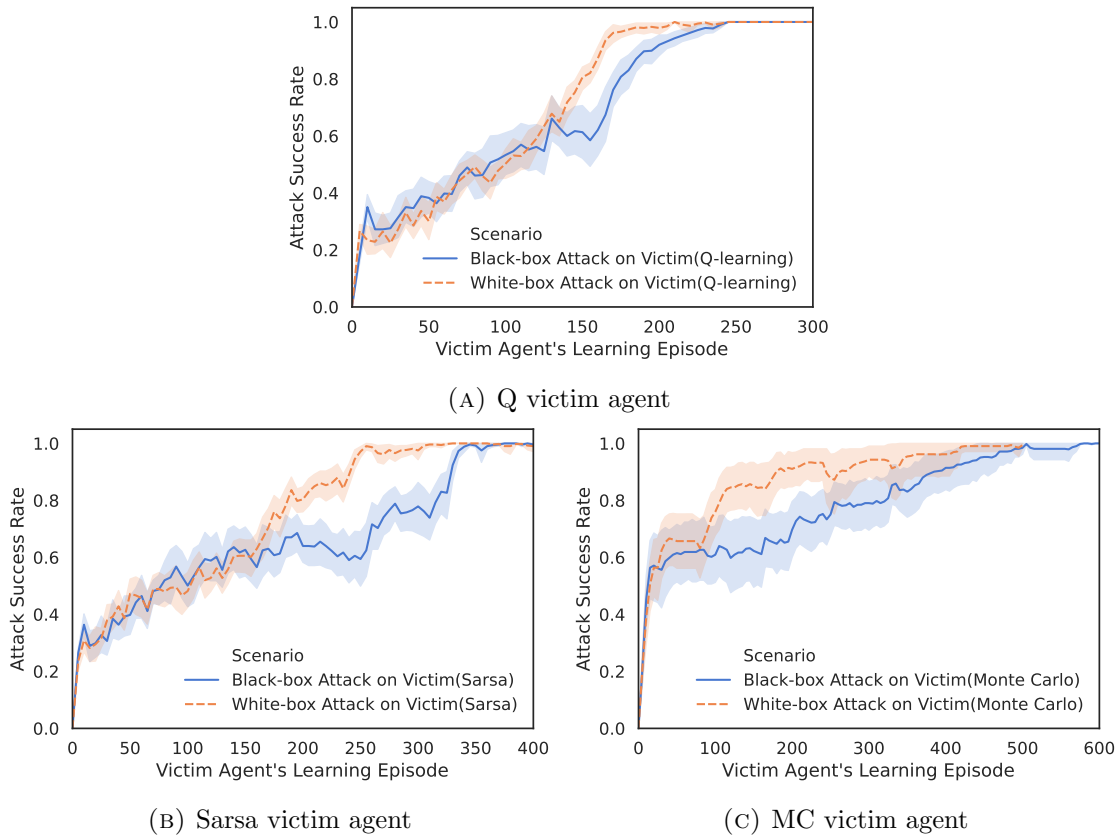 1.0
0.8
0.6
0.4
0.2
0.0
Attack Success Rate
Scenario
Black-box Attack on Victim(Q-learning)
White-box Attack on Victim(Q-learning)
0 50 100 150 200 250 300
Victim Agent's Learning Episode
(A) Q victim agent
1.0
0.8
0.6
0.4
0.2
0.0
Attack Success Rate
Scenario
Black-box Attack on Victim(Sarsa)
White-box Attack on Victim(Sarsa)
0 50 100 150 200 250 300 350 400
Victim Agent's Learning Episode
(B) Sarsa victim agent
1.0
0.8
0.6
0.4
0.2
0.0
Attack Success Rate
Scenario
Black-box Attack on Victim(Monte Carlo)
White-box Attack on Victim(Monte Carlo)
0 100 200 300 400 500 600
Victim Agent's Learning Episode
(C) MC victim agent